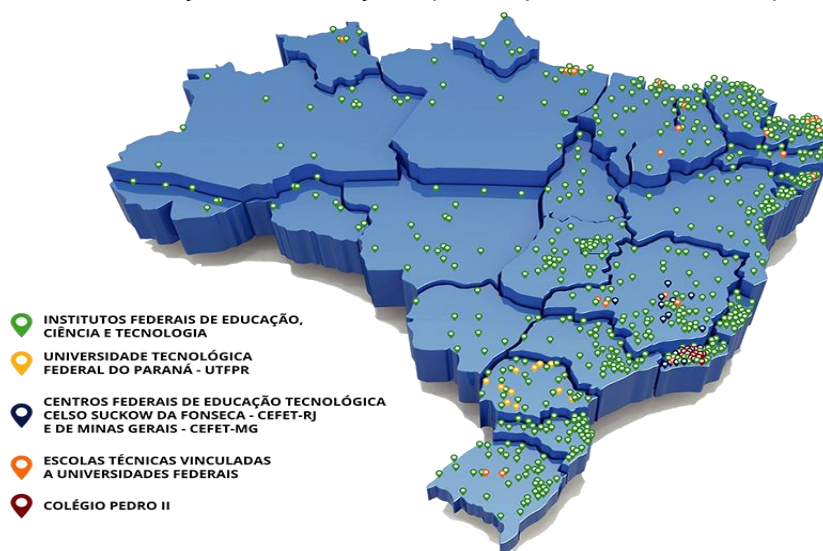 INSTITUTOS FEDERAIS DE EDUCAÇÃO,
CIÊNCIA E TECNOLOGIA
UNIVERSIDADE TECNOLÓGICA
FEDERAL DO PARANÁ - UTFPR
CENTROS FEDERAIS DE EDUCAÇÃO TECNOLÓGICA
CELSO SUCKOW DA FONSECA - CEFET-RJ
E DE MINAS GERAIS - CEFET-MG
ESCOLAS TÉCNICAS VINCULADAS
A UNIVERSIDADES FEDERAIS
COLÉGIO PEDRO II